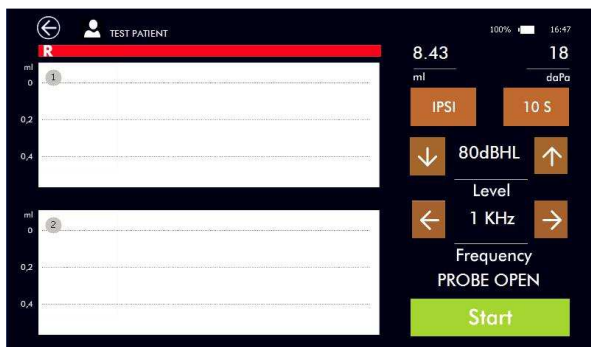 TEST PATIENT
100% 16:47
R
8.43 18
ml daPa
IPSI 10 S
80dBHL
Level
1 KHz
Frequency
PROBE OPEN
Start
ml
0
1
0,2
0,4
ml
0
2
0,2
0,4